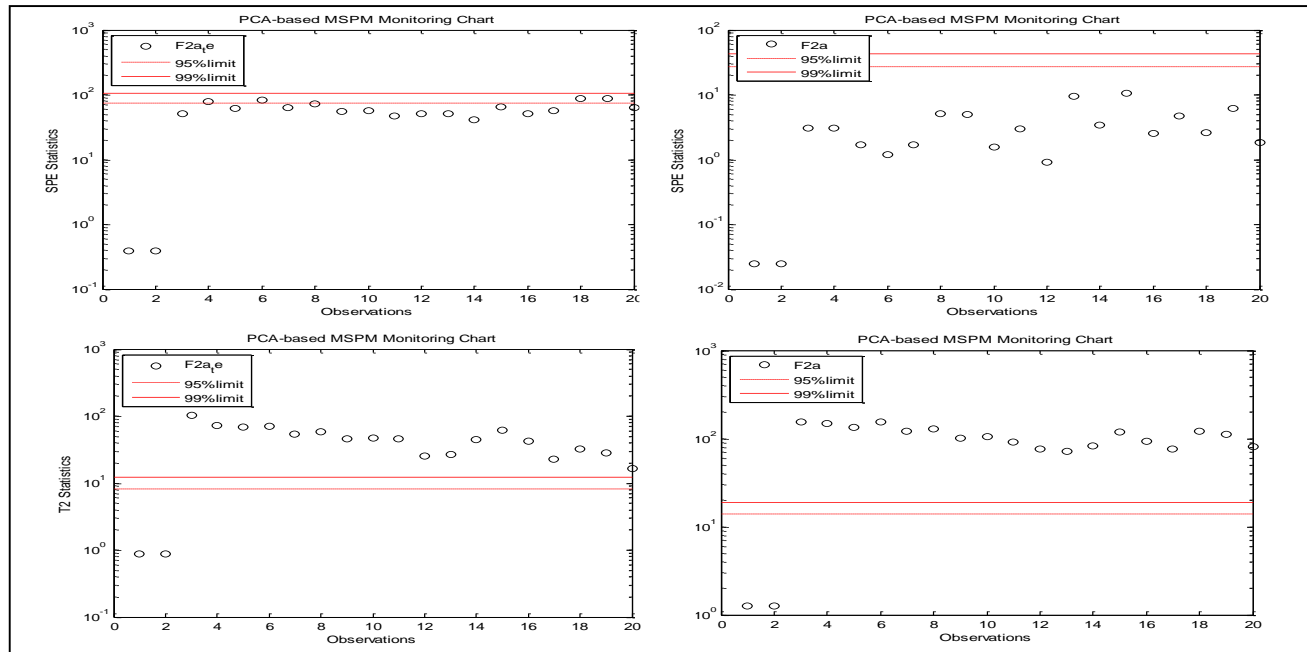 PCA-based MSPM Monitoring Chart
10^3
10^2
10^1
10^0
10^-1
SPE Statistics
F2a_te
95%limit
99%limit
0 2 4 6 8 10 12 14 16 18 20
Observations
PCA-based MSPM Monitoring Chart
10^2
10^1
10^0
10^-1
10^-2
SPE Statistics
F2a
95%limit
99%limit
0 2 4 6 8 10 12 14 16 18 20
Observations
PCA-based MSPM Monitoring Chart
10^3
10^2
10^1
10^0
10^-1
T2 Statistics
F2a_te
95%limit
99%limit
0 2 4 6 8 10 12 14 16 18 20
Observations
PCA-based MSPM Monitoring Chart
10^3
10^2
10^1
10^0
F2a
95%limit
99%limit
0 2 4 6 8 10 12 14 16 18 20
Observations